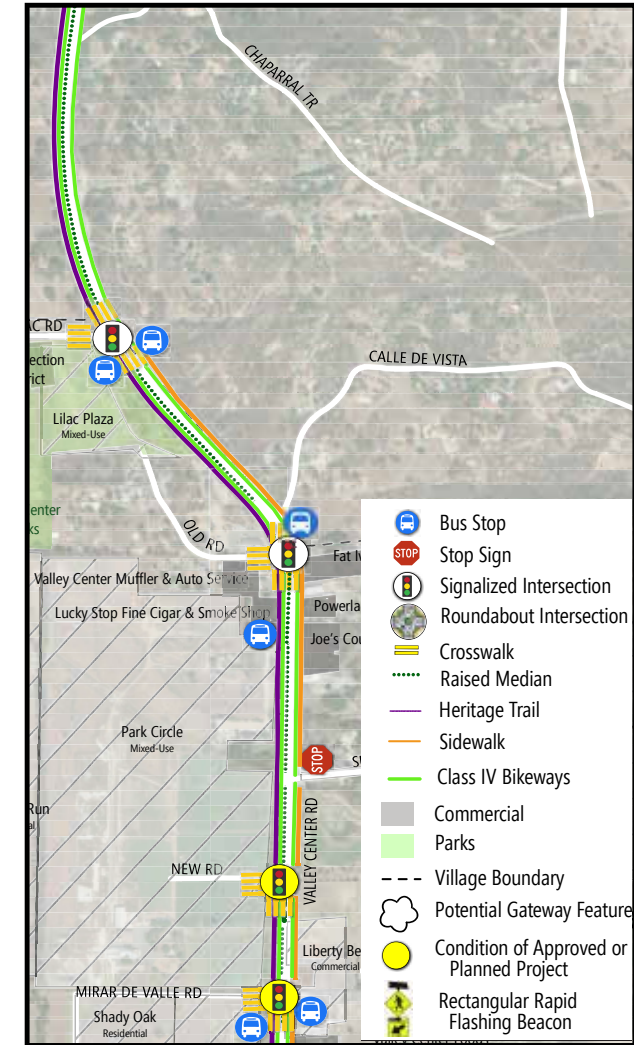 CHAPARRAL TR
AC RD
ection
rict
CALLE DE VISTA
Lilac Plaza
Mixed-Use
enter
ks
OLD RD
Fat Iv
Valley Center Muffler & Auto Service
Lucky Stop Fine Cigar & Smoke Shop
Powerla
Joe's Cou
Park Circle
Mixed-Use
STOP
Run
al
VALLEY CENTER RD
NEW RD
Liberty Be
Commercial
MIRAR DE VALLE RD
Shady Oak
Residential
Bus Stop
STOP
Stop Sign
Signalized Intersection
Roundabout Intersection
Crosswalk
Raised Median
Heritage Trail
Sidewalk
Class IV Bikeways
Commercial
Parks
Village Boundary
Potential Gateway Feature
Condition of Approved or
Planned Project
Rectangular Rapid
Flashing Beacon